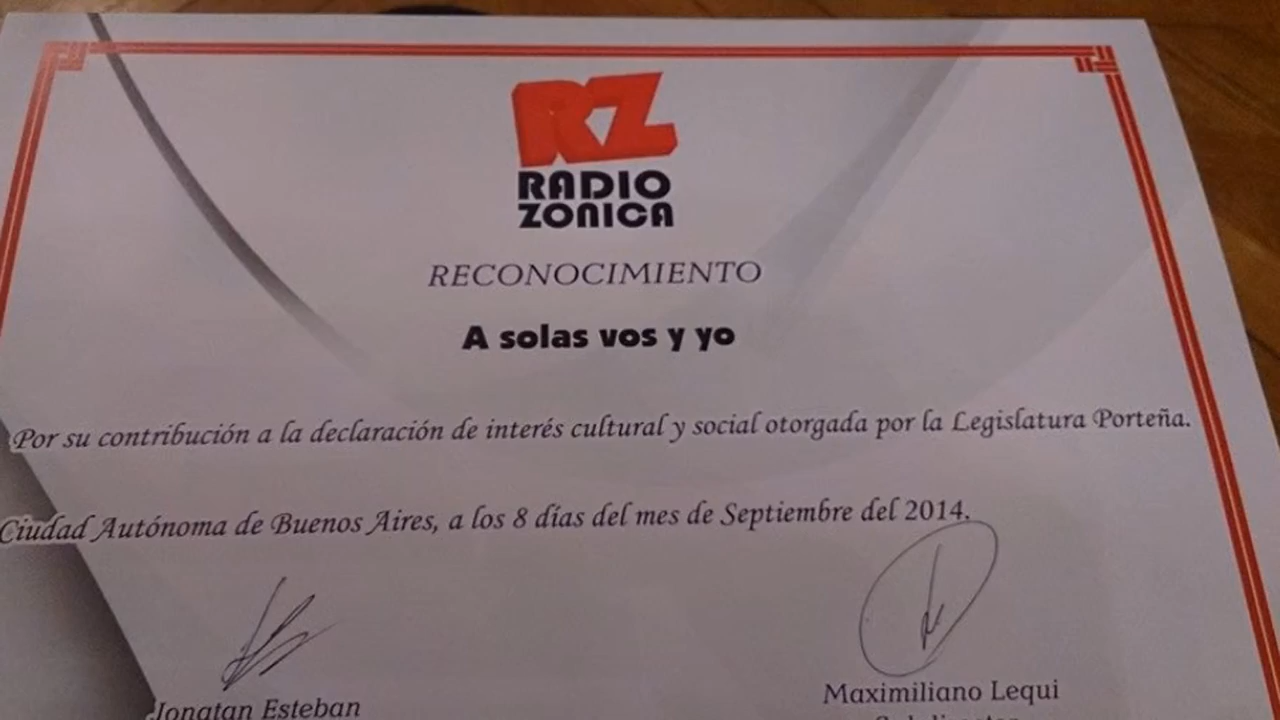 RZ
RADIO
ZONICA
RECONOCIMIENTO
A solas vos y yo
Por su contribución a la declaración de interés cultural y social otorgada por la Legislatura Porteña.
Ciudad Autónoma de Buenos Aires, a los 8 días del mes de Septiembre del 2014.
Jonatan Esteban
Maximiliano Lequi